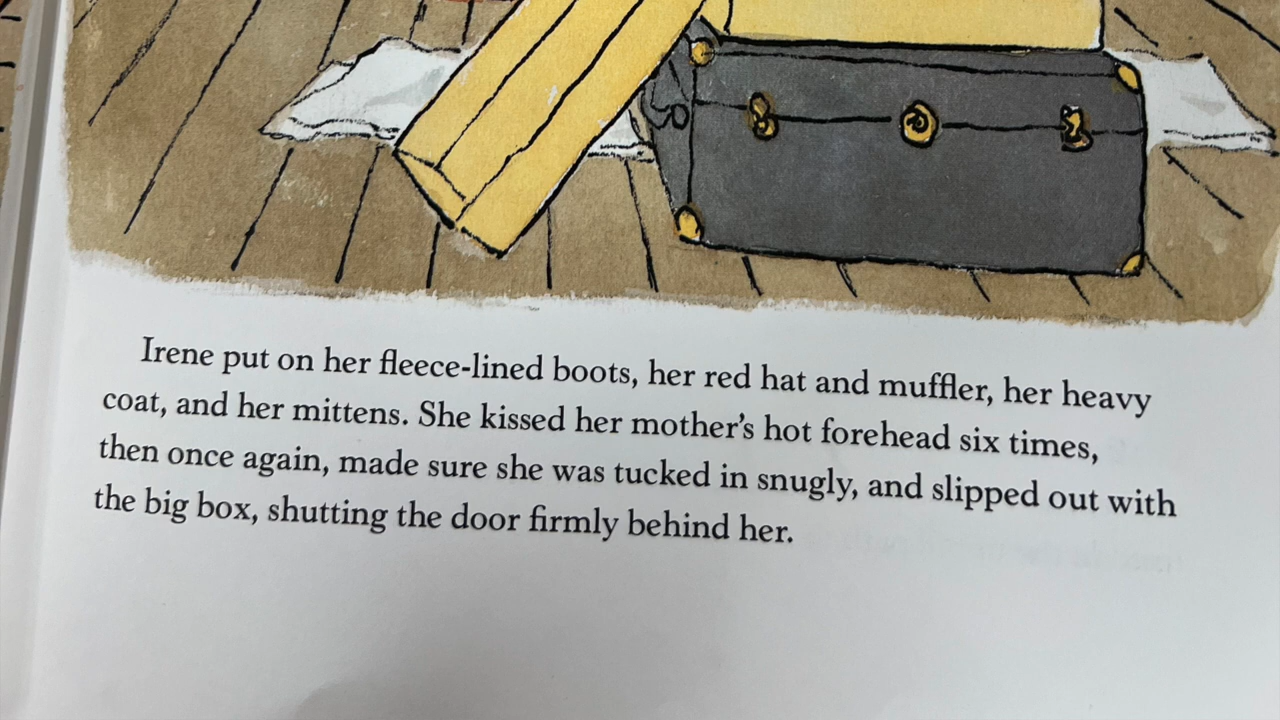 Irene put on her fleece-lined boots, her red hat and muffler, her heavy
coat, and her mittens. She kissed her mother's hot forehead six times,
then once again, made sure she was tucked in snugly, and slipped out with
the big box, shutting the door firmly behind her.